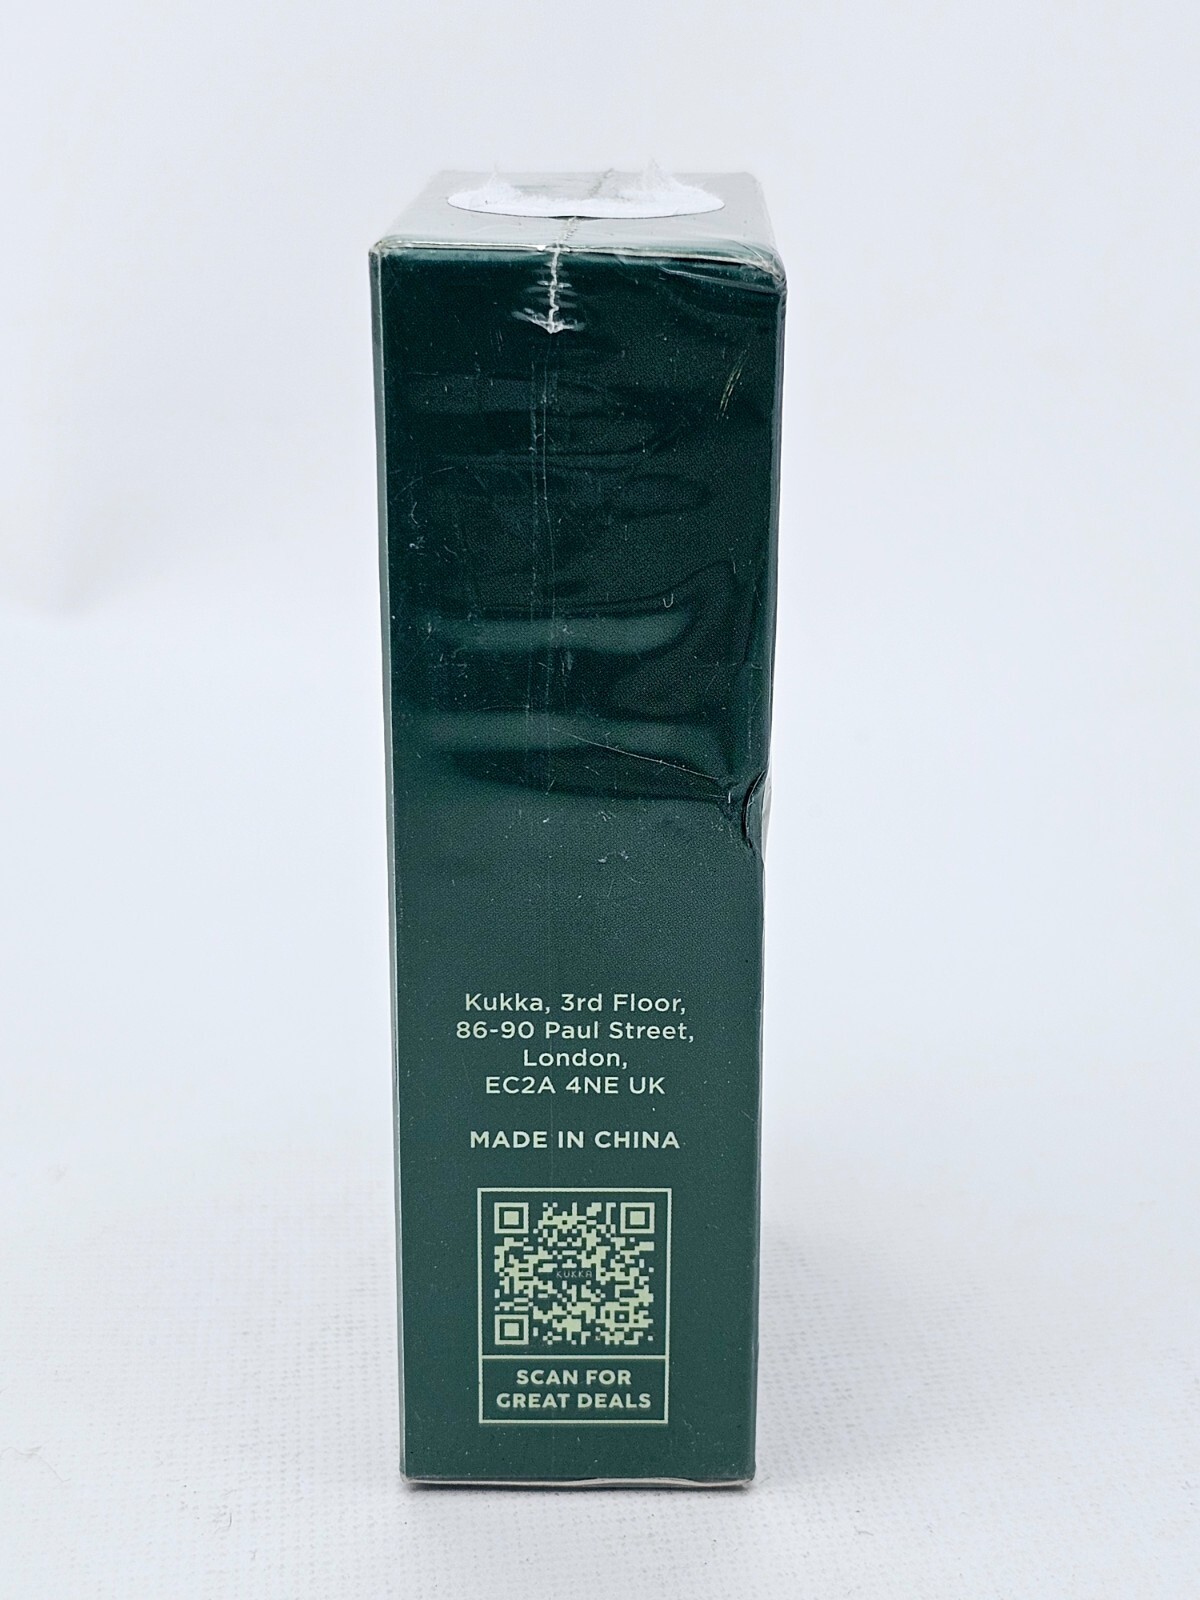 Kukka, 3rd Floor,
86-90 Paul Street,
London,
EC2A 4NE UK
MADE IN CHINA
KUKKA
SCAN FOR
GREAT DEALS